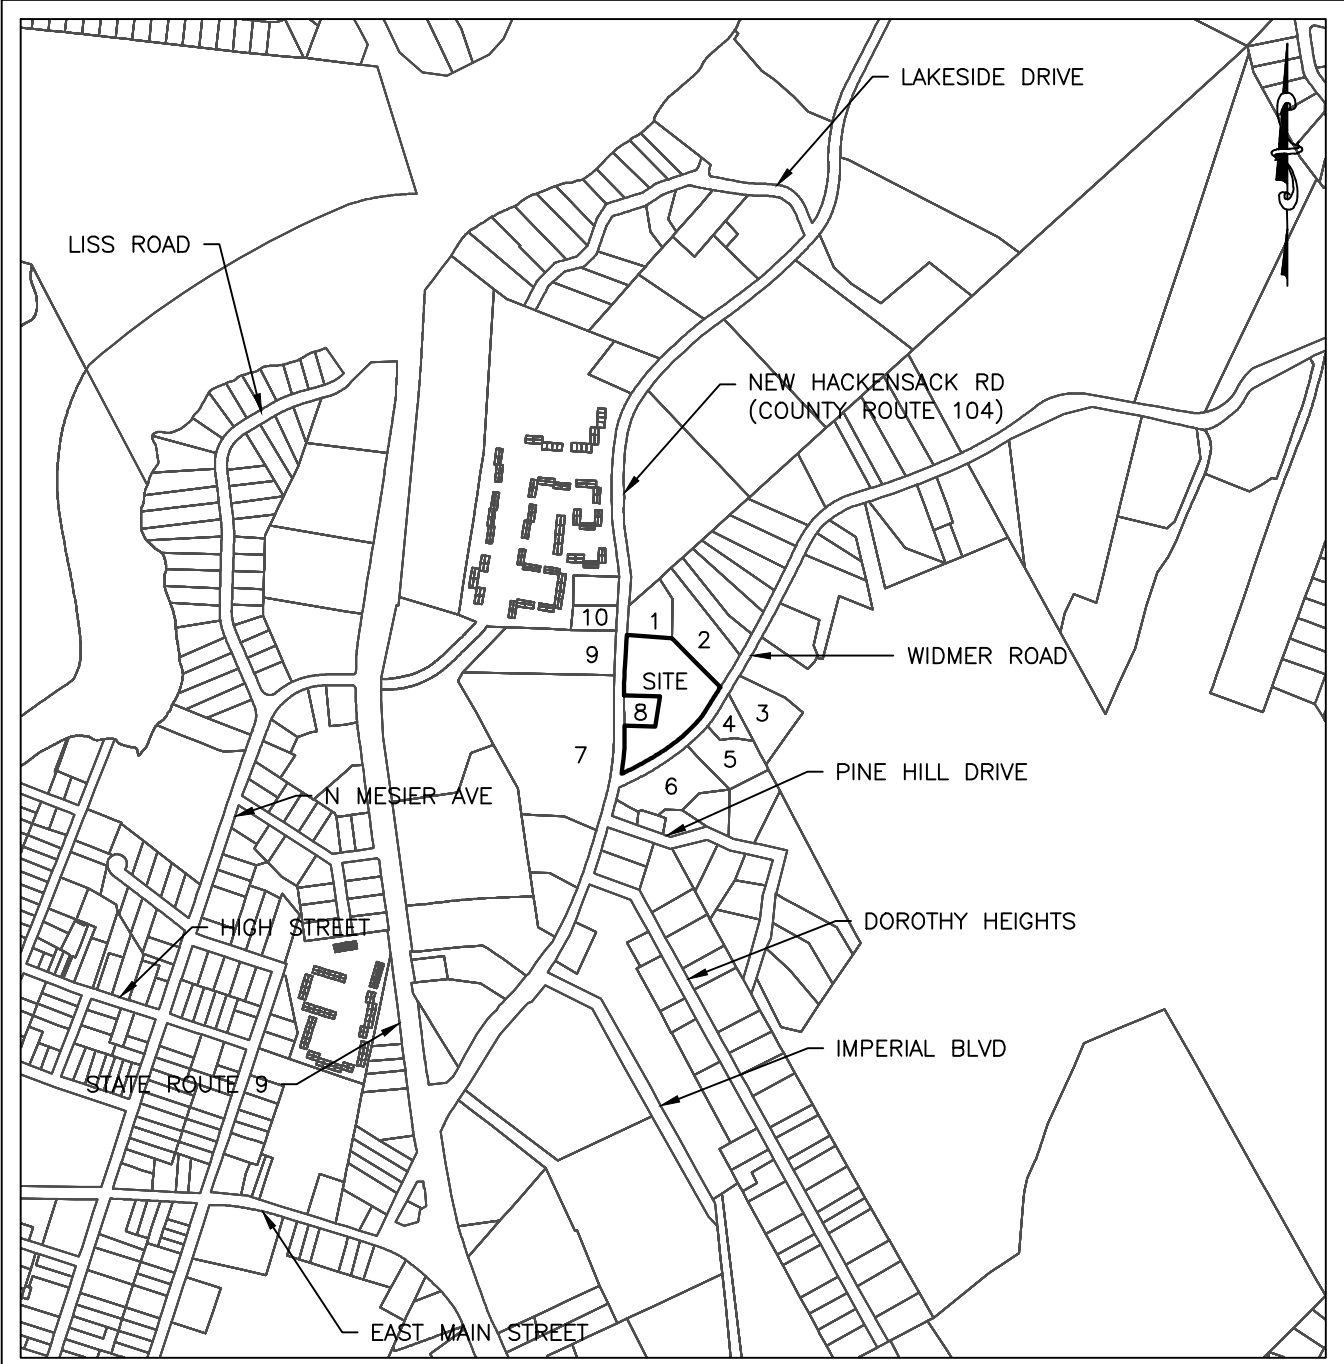 LAKESIDE DRIVE
LISS ROAD
NEW HACKENSACK RD
(COUNTY ROUTE 104)
10
1
2
9
WIDMER ROAD
SITE
8
3
4
7
5
PINE HILL DRIVE
6
N MESIER AVE
HIGH STREET
DOROTHY HEIGHTS
IMPERIAL BLVD
STATE ROUTE 9
EAST MAIN STREET